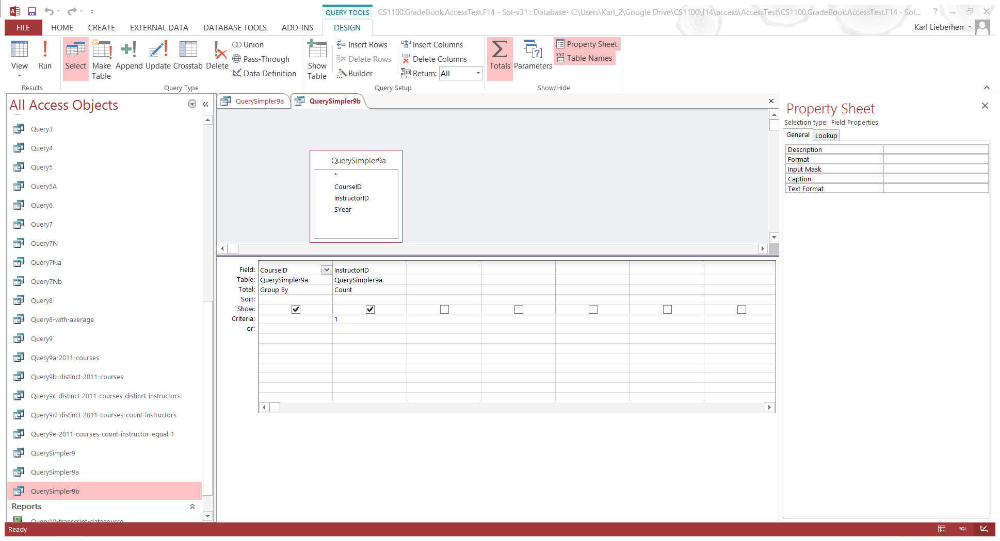 QUERY TOOLS
CS1100.GradeBook.AccessTest.F14 - Sol-v31 : Database- C:\Users\Karl_2\Google Drive\CS1100\f14\access\AccessTest\CS1100.GradeBook.AccessTest.F14 - Sol...
?
FILE HOME CREATE EXTERNAL DATA DATABASE TOOLS ADD-INS DESIGN
Karl Lieberherr
View
Run
Select
Make Table
Append
Update
Crosstab
Delete
Union
Pass-Through
Data Definition
Show Table
Insert Rows
Delete Rows
Builder
Insert Columns
Delete Columns
Return: All
Totals
Parameters
Property Sheet
XYZ Table Names
Results
Query Type
Query Setup
Show/Hide
All Access Objects
Query3
Query4
Query5
Query5A
Query6
Query7
Query7N
Query7Na
Query7Nb
Query8
Query8-with-average
Query9
Query9a-2011-courses
Query9b-distinct-2011-courses
Query9c-distinct-2011-courses-distinct-instructors
Query9d-distinct-2011-courses-count-instructors
Query9e-2011-courses-count-instructor-equal-1
QuerySimpler9
QuerySimpler9a
QuerySimpler9b
Reports
Query10-transcript-datasource
QuerySimpler9a
QuerySimpler9b
QuerySimpler9a
*
CourseID
InstructorID
SYear
Field: CourseID InstructorID
Table: QuerySimpler9a QuerySimpler9a
Total: Group By Count
Sort:
Show:
Criteria: 1
or:
Property Sheet
Selection type: Field Properties
General Lookup
Description
Format
Input Mask
Caption
Text Format
Ready
SQL